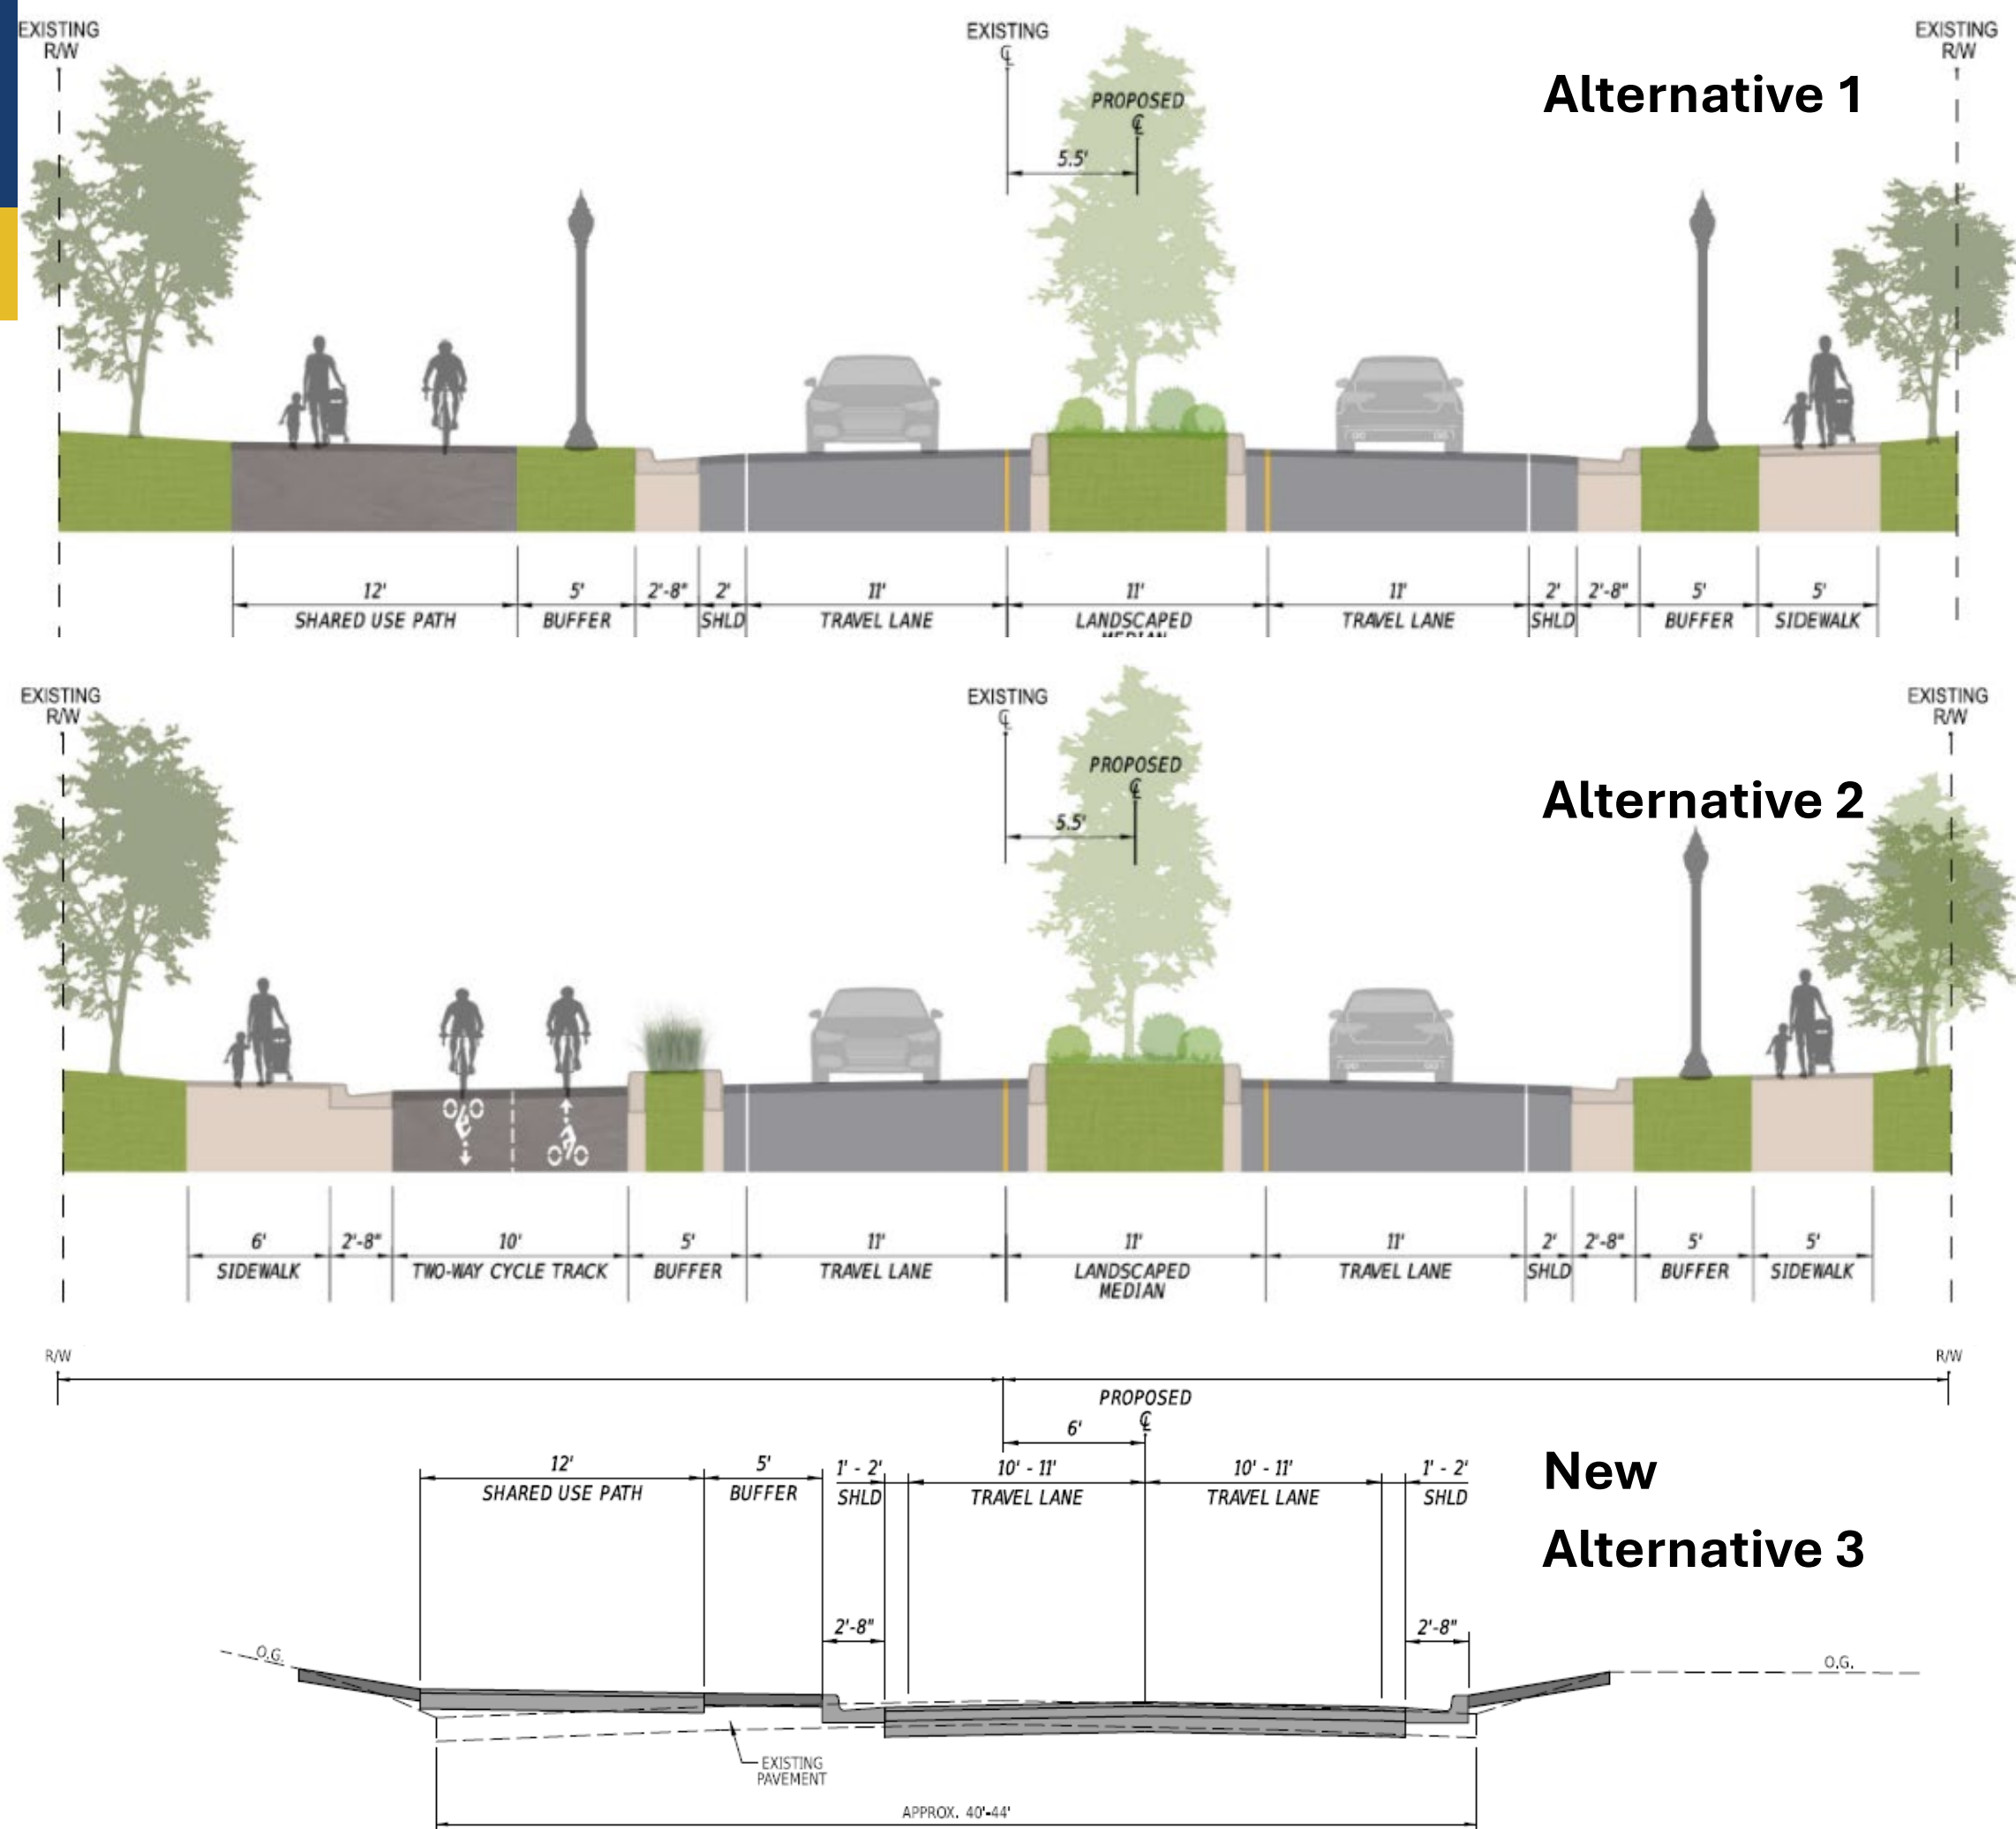 EXISTING
R/W
EXISTING
℄
EXISTING
R/W
Alternative 1
PROPOSED
℄
5.5'
12'
SHARED USE PATH
5'
BUFFER
2'-8"
2'
SHLD
11'
TRAVEL LANE
11'
LANDSCAPED
MEDIAN
11'
TRAVEL LANE
2'
SHLD
2'-8"
5'
BUFFER
5'
SIDEWALK
EXISTING
R/W
EXISTING
℄
EXISTING
R/W
PROPOSED
℄
5.5'
Alternative 2
6'
SIDEWALK
2'-8"
10'
TWO-WAY CYCLE TRACK
5'
BUFFER
11'
TRAVEL LANE
11'
LANDSCAPED
MEDIAN
11'
TRAVEL LANE
2'
SHLD
2'-8"
5'
BUFFER
5'
SIDEWALK
R/W
R/W
PROPOSED
℄
6'
12'
SHARED USE PATH
5'
BUFFER
1' - 2'
SHLD
10' - 11'
TRAVEL LANE
10' - 11'
TRAVEL LANE
1' - 2'
SHLD
New
Alternative 3
2'-8"
2'-8"
O.G.
O.G.
EXISTING
PAVEMENT
APPROX. 40'-44'